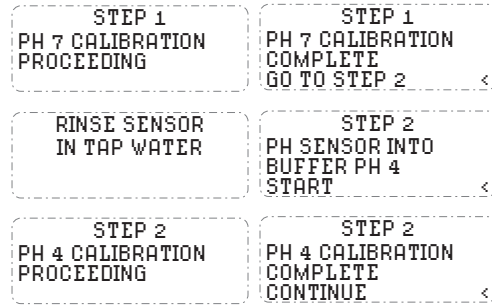 STEP 1
PH 7 CALIBRATION
PROCEEDING
STEP 1
PH 7 CALIBRATION
COMPLETE
GO TO STEP 2 <
RINSE SENSOR
IN TAP WATER
STEP 2
PH SENSOR INTO
BUFFER PH 4
START <
STEP 2
PH 4 CALIBRATION
PROCEEDING
STEP 2
PH 4 CALIBRATION
COMPLETE
CONTINUE <